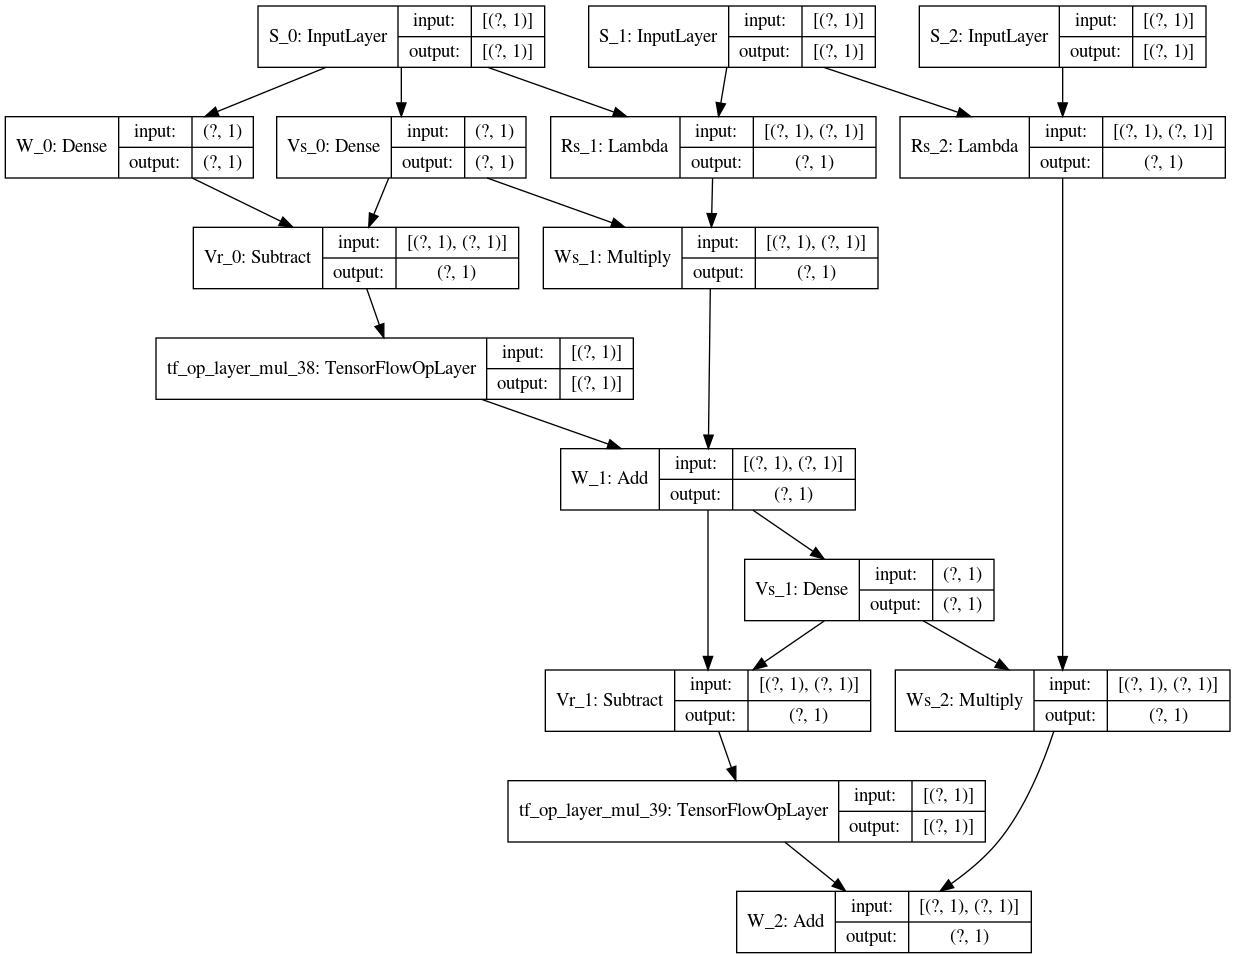 S_0: InputLayer
input:
[(?, 1)]
output:
[(?, 1)]
S_1: InputLayer
input:
[(?, 1)]
output:
[(?, 1)]
S_2: InputLayer
input:
[(?, 1)]
output:
[(?, 1)]
W_0: Dense
input:
(?, 1)
output:
(?, 1)
Vs_0: Dense
input:
(?, 1)
output:
(?, 1)
Rs_1: Lambda
input:
[(?, 1), (?, 1)]
output:
(?, 1)
Rs_2: Lambda
input:
[(?, 1), (?, 1)]
output:
(?, 1)
Vr_0: Subtract
input:
[(?, 1), (?, 1)]
output:
(?, 1)
Ws_1: Multiply
input:
[(?, 1), (?, 1)]
output:
(?, 1)
tf_op_layer_mul_38: TensorFlowOpLayer
input:
[(?, 1)]
output:
[(?, 1)]
W_1: Add
input:
[(?, 1), (?, 1)]
output:
(?, 1)
Vs_1: Dense
input:
(?, 1)
output:
(?, 1)
Vr_1: Subtract
input:
[(?, 1), (?, 1)]
output:
(?, 1)
Ws_2: Multiply
input:
[(?, 1), (?, 1)]
output:
(?, 1)
tf_op_layer_mul_39: TensorFlowOpLayer
input:
[(?, 1)]
output:
[(?, 1)]
W_2: Add
input:
[(?, 1), (?, 1)]
output:
(?, 1)